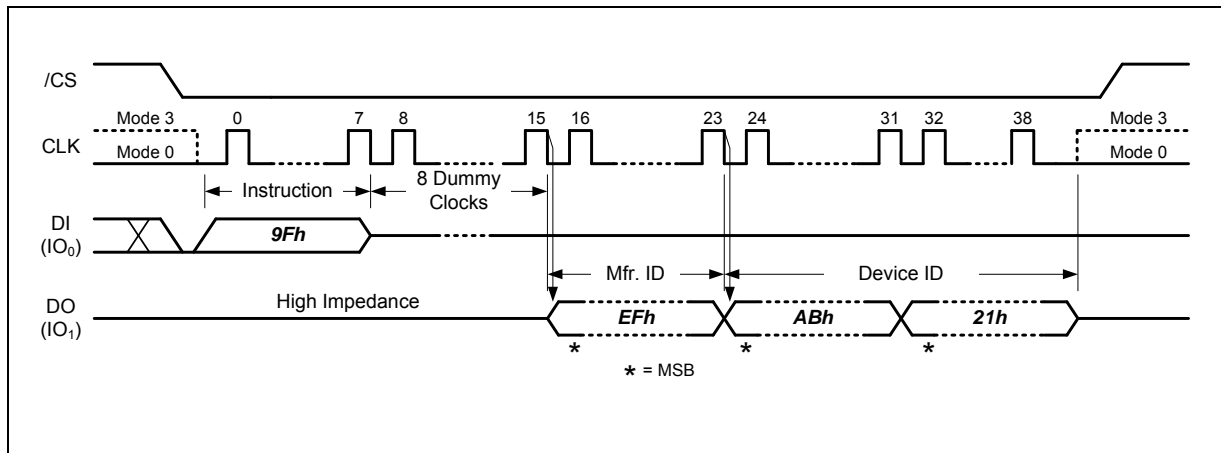 /CS
Mode 3 0 7 8 15 16 23 24 31 32 38 Mode 3
CLK
Mode 0 Mode 0
Instruction 8 Dummy
Clocks
DI
(IO0) 9Fh
Mfr. ID Device ID
DO
(IO1) High Impedance EFh ABh 21h
* * *
* = MSB